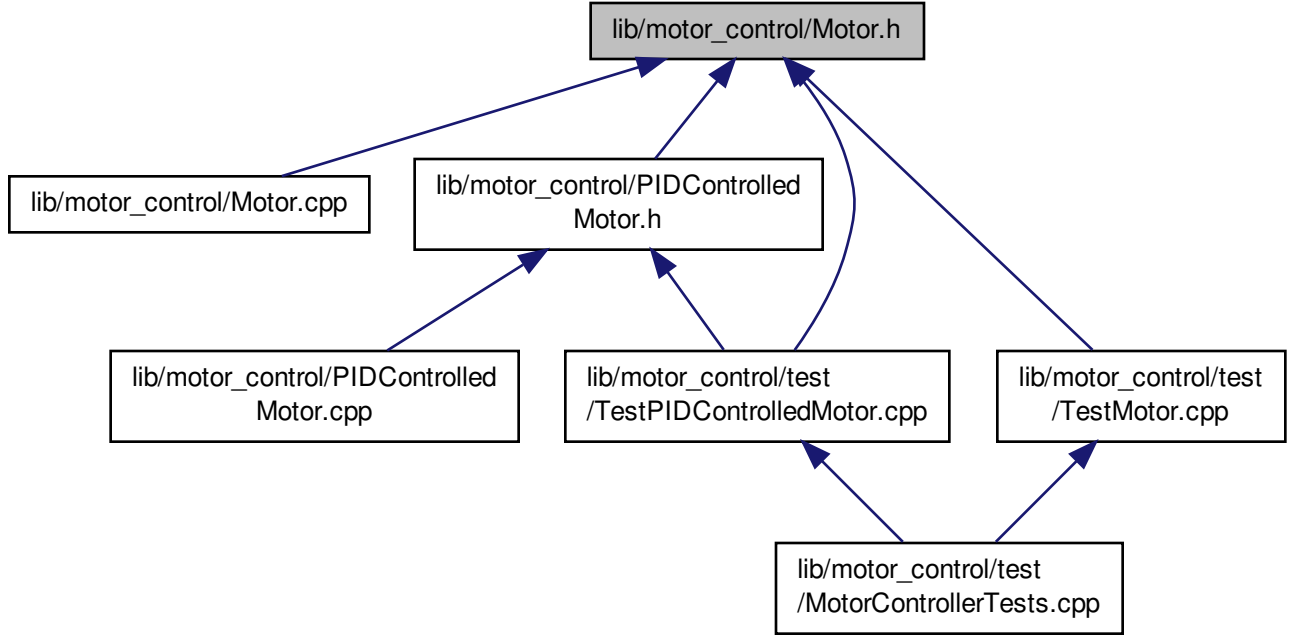 lib/motor_control/Motor.h
lib/motor_control/Motor.cpp
lib/motor_control/PIDControlled
Motor.h
lib/motor_control/PIDControlled
Motor.cpp
lib/motor_control/test
/TestPIDControlledMotor.cpp
lib/motor_control/test
/TestMotor.cpp
lib/motor_control/test
/MotorControllerTests.cpp